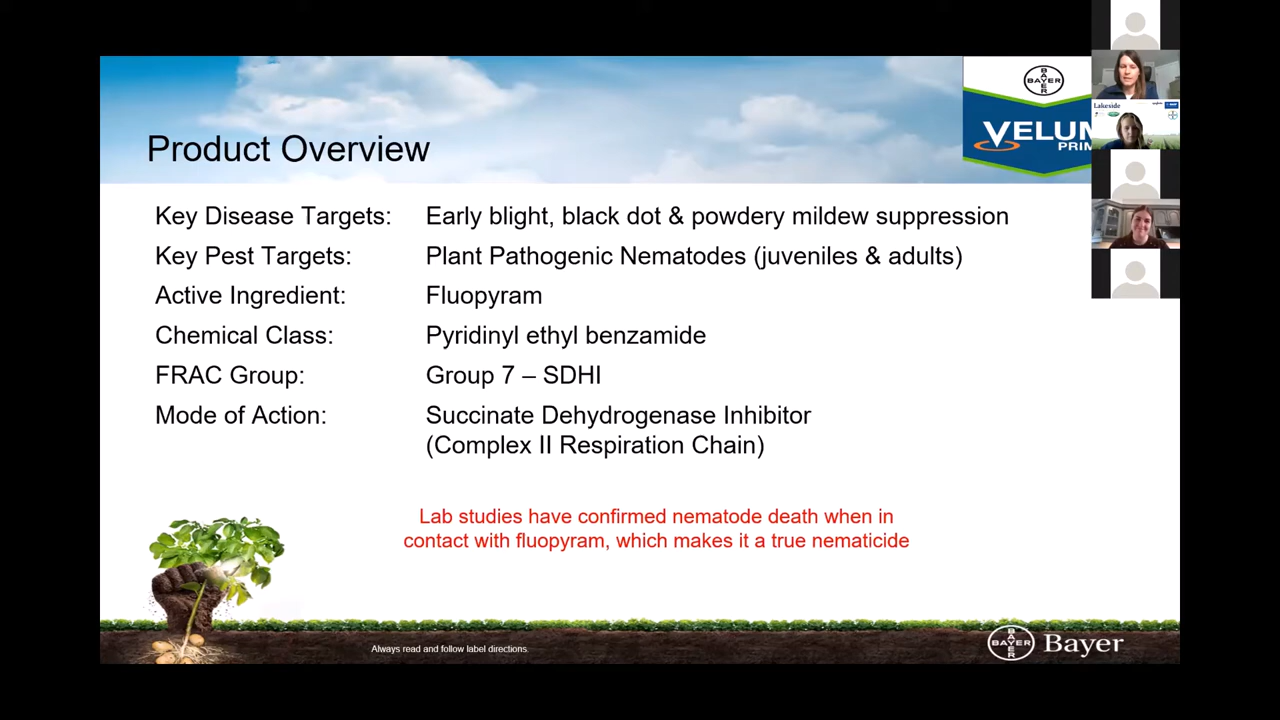 BAYER
VELUM
PRIM
Lakeside
Product Overview
Key Disease Targets: Early blight, black dot & powdery mildew suppression
Key Pest Targets: Plant Pathogenic Nematodes (juveniles & adults)
Active Ingredient: Fluopyram
Chemical Class: Pyridinyl ethyl benzamide
FRAC Group: Group 7 – SDHI
Mode of Action: Succinate Dehydrogenase Inhibitor
(Complex II Respiration Chain)
Lab studies have confirmed nematode death when in
contact with fluopyram, which makes it a true nematicide
Always read and follow label directions.
BAYER
Bayer